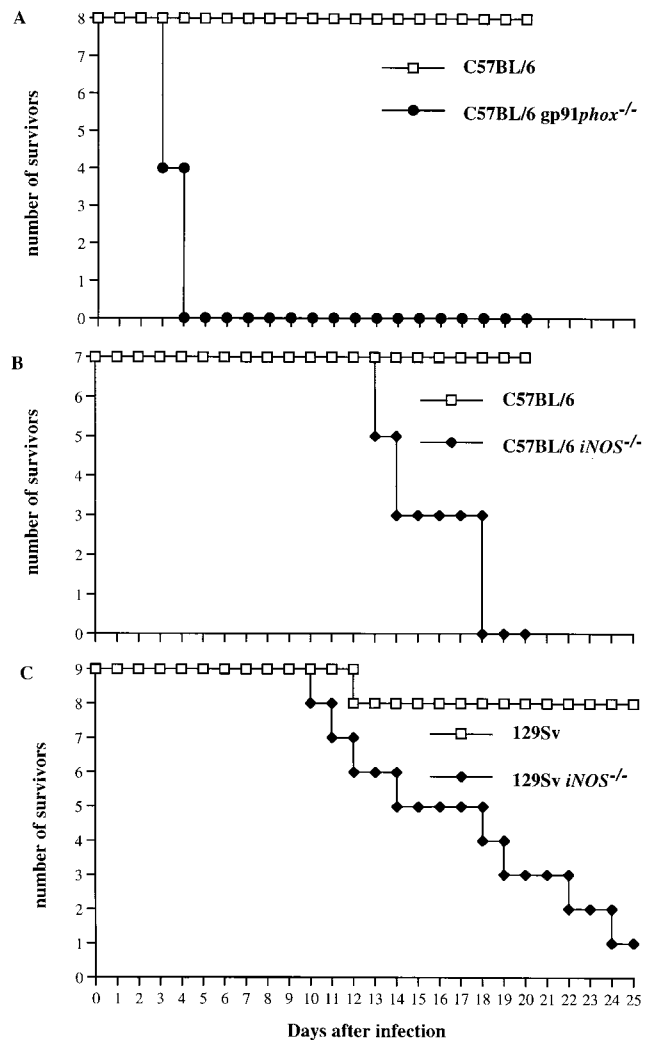 A
8
7
6
5
4
3
2
1
0
number of survivors
C57BL/6
C57BL/6 gp91phox-/-
B
7
6
5
4
3
2
1
0
number of survivors
C57BL/6
C57BL/6 iNOS-/-
C
9
8
7
6
5
4
3
2
1
0
number of survivors
129Sv
129Sv iNOS-/-
0 1 2 3 4 5 6 7 8 9 10 11 12 13 14 15 16 17 18 19 20 21 22 23 24 25
Days after infection